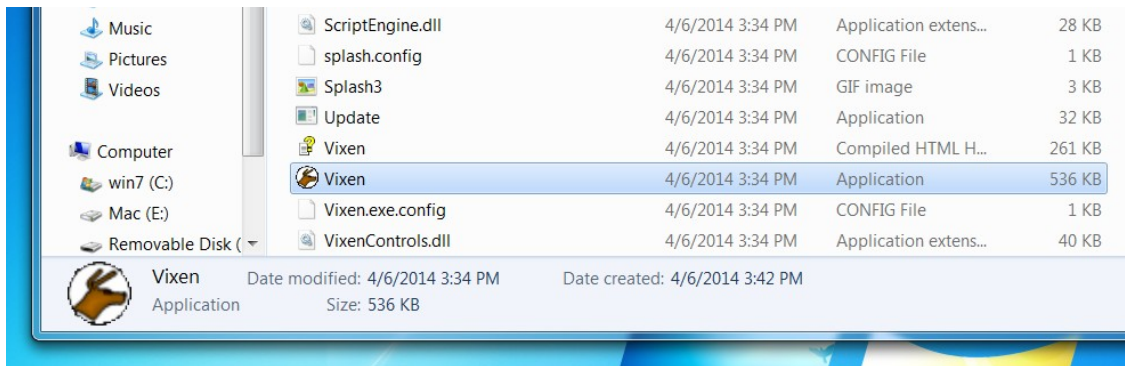 Music ScriptEngine.dll 4/6/2014 3:34 PM Application extens... 28 KB
Pictures splash.config 4/6/2014 3:34 PM CONFIG File 1 KB
Videos Splash3 4/6/2014 3:34 PM GIF image 3 KB
Update 4/6/2014 3:34 PM Application 32 KB
Computer Vixen 4/6/2014 3:34 PM Compiled HTML H... 261 KB
win7 (C:) Vixen 4/6/2014 3:34 PM Application 536 KB
Mac (E:) Vixen.exe.config 4/6/2014 3:34 PM CONFIG File 1 KB
Removable Disk ( VixenControls.dll 4/6/2014 3:34 PM Application extens... 40 KB
Vixen Date modified: 4/6/2014 3:34 PM Date created: 4/6/2014 3:42 PM
Application Size: 536 KB